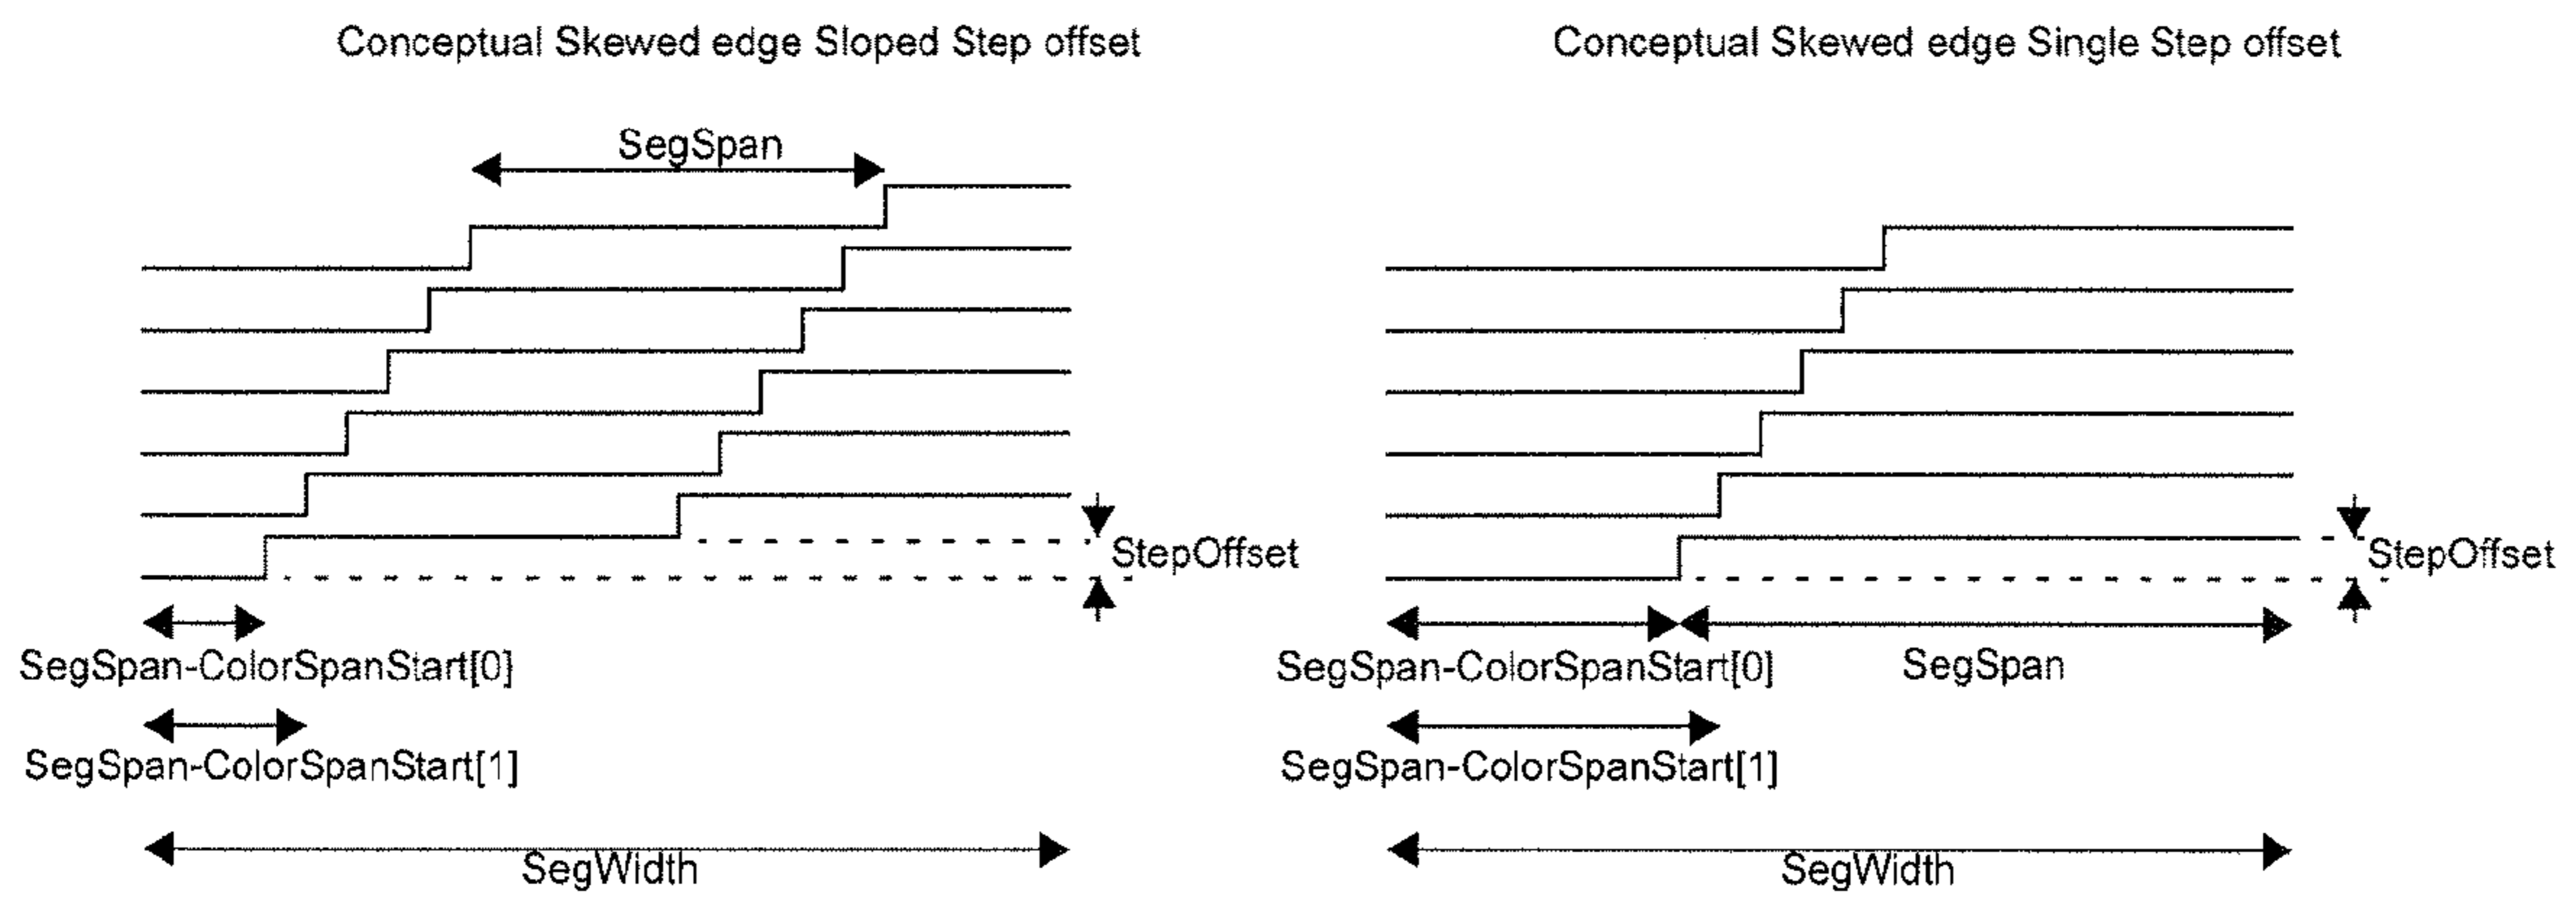 Conceptual Skewed edge Sloped Step offset
SegSpan
StepOffset
SegSpan-ColorSpanStart[0]
SegSpan-ColorSpanStart[1]
SegWidth
Conceptual Skewed edge Single Step offset
StepOffset
SegSpan-ColorSpanStart[0]
SegSpan
SegSpan-ColorSpanStart[1]
SegWidth